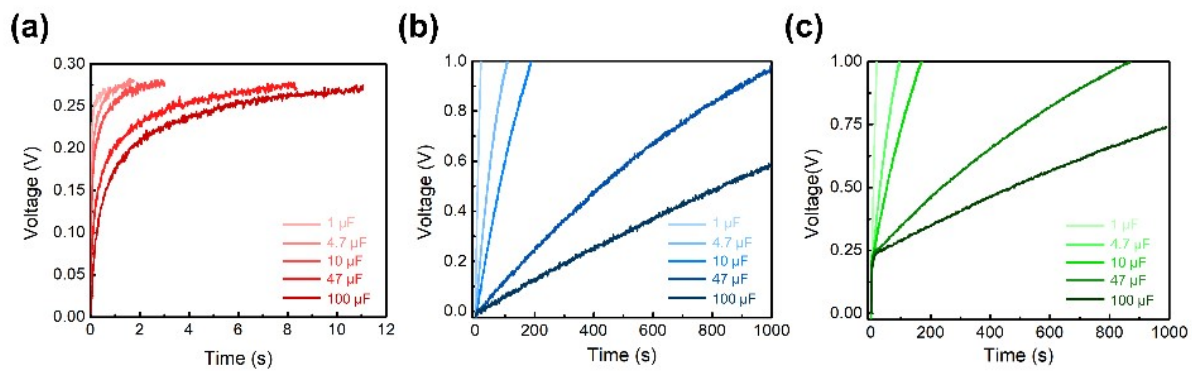 (a)
0.30
0.25
0.20
0.15
0.10
0.05
0.00
Voltage (V)
1 µF
4.7 µF
10 µF
47 µF
100 µF
0 2 4 6 8 10 12
Time (s)
(b)
1.0
0.8
0.6
0.4
0.2
0.0
Voltage (V)
1 µF
4.7 µF
10 µF
47 µF
100 µF
0 200 400 600 800 1000
Time (s)
(c)
1.00
0.75
0.50
0.25
0.00
Voltage(V)
1 µF
4.7 µF
10 µF
47 µF
100 µF
0 200 400 600 800 1000
Time (s)